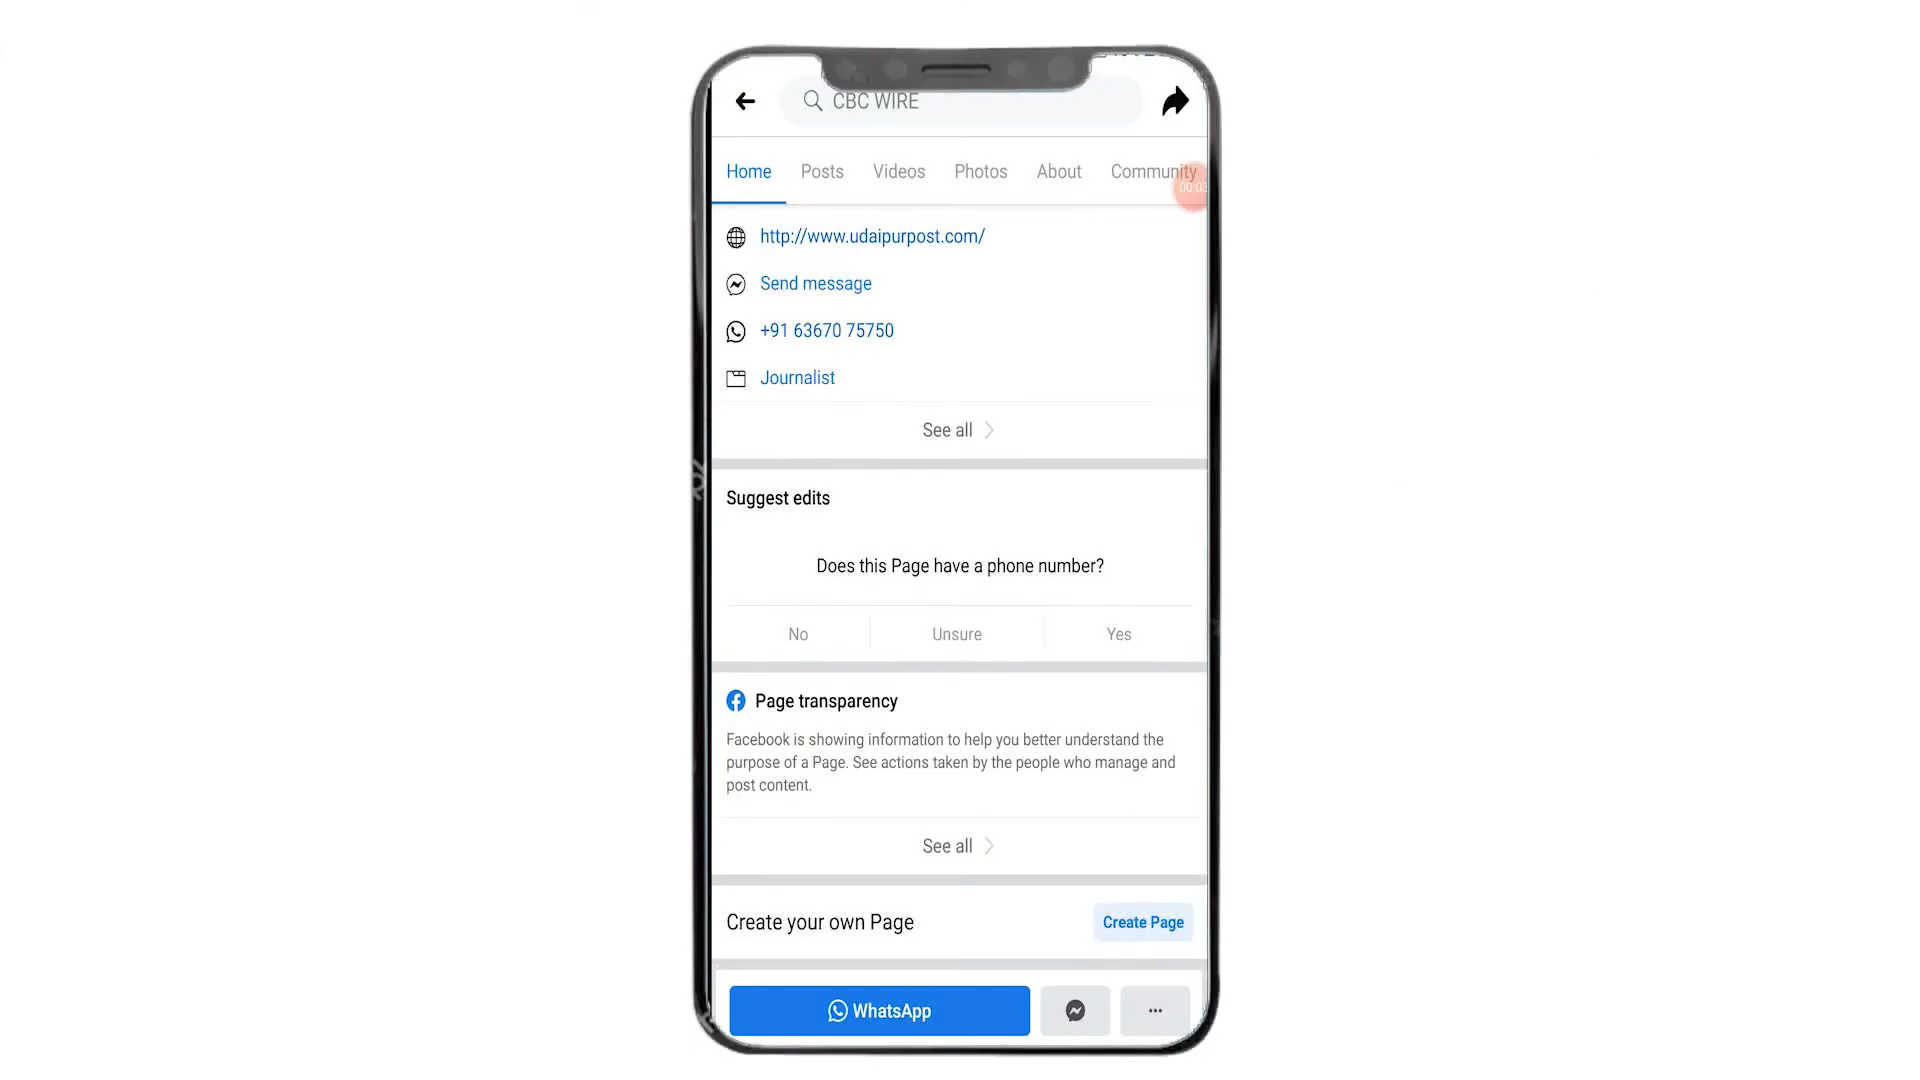 CBC WIRE
Home Posts Videos Photos About Community
00:03
http://www.udaipurpost.com/
Send message
+91 63670 75750
Journalist
See all
Suggest edits
Does this Page have a phone number?
No Unsure Yes
Page transparency
Facebook is showing information to help you better understand the
purpose of a Page. See actions taken by the people who manage and
post content.
See all
Create your own Page Create Page
WhatsApp